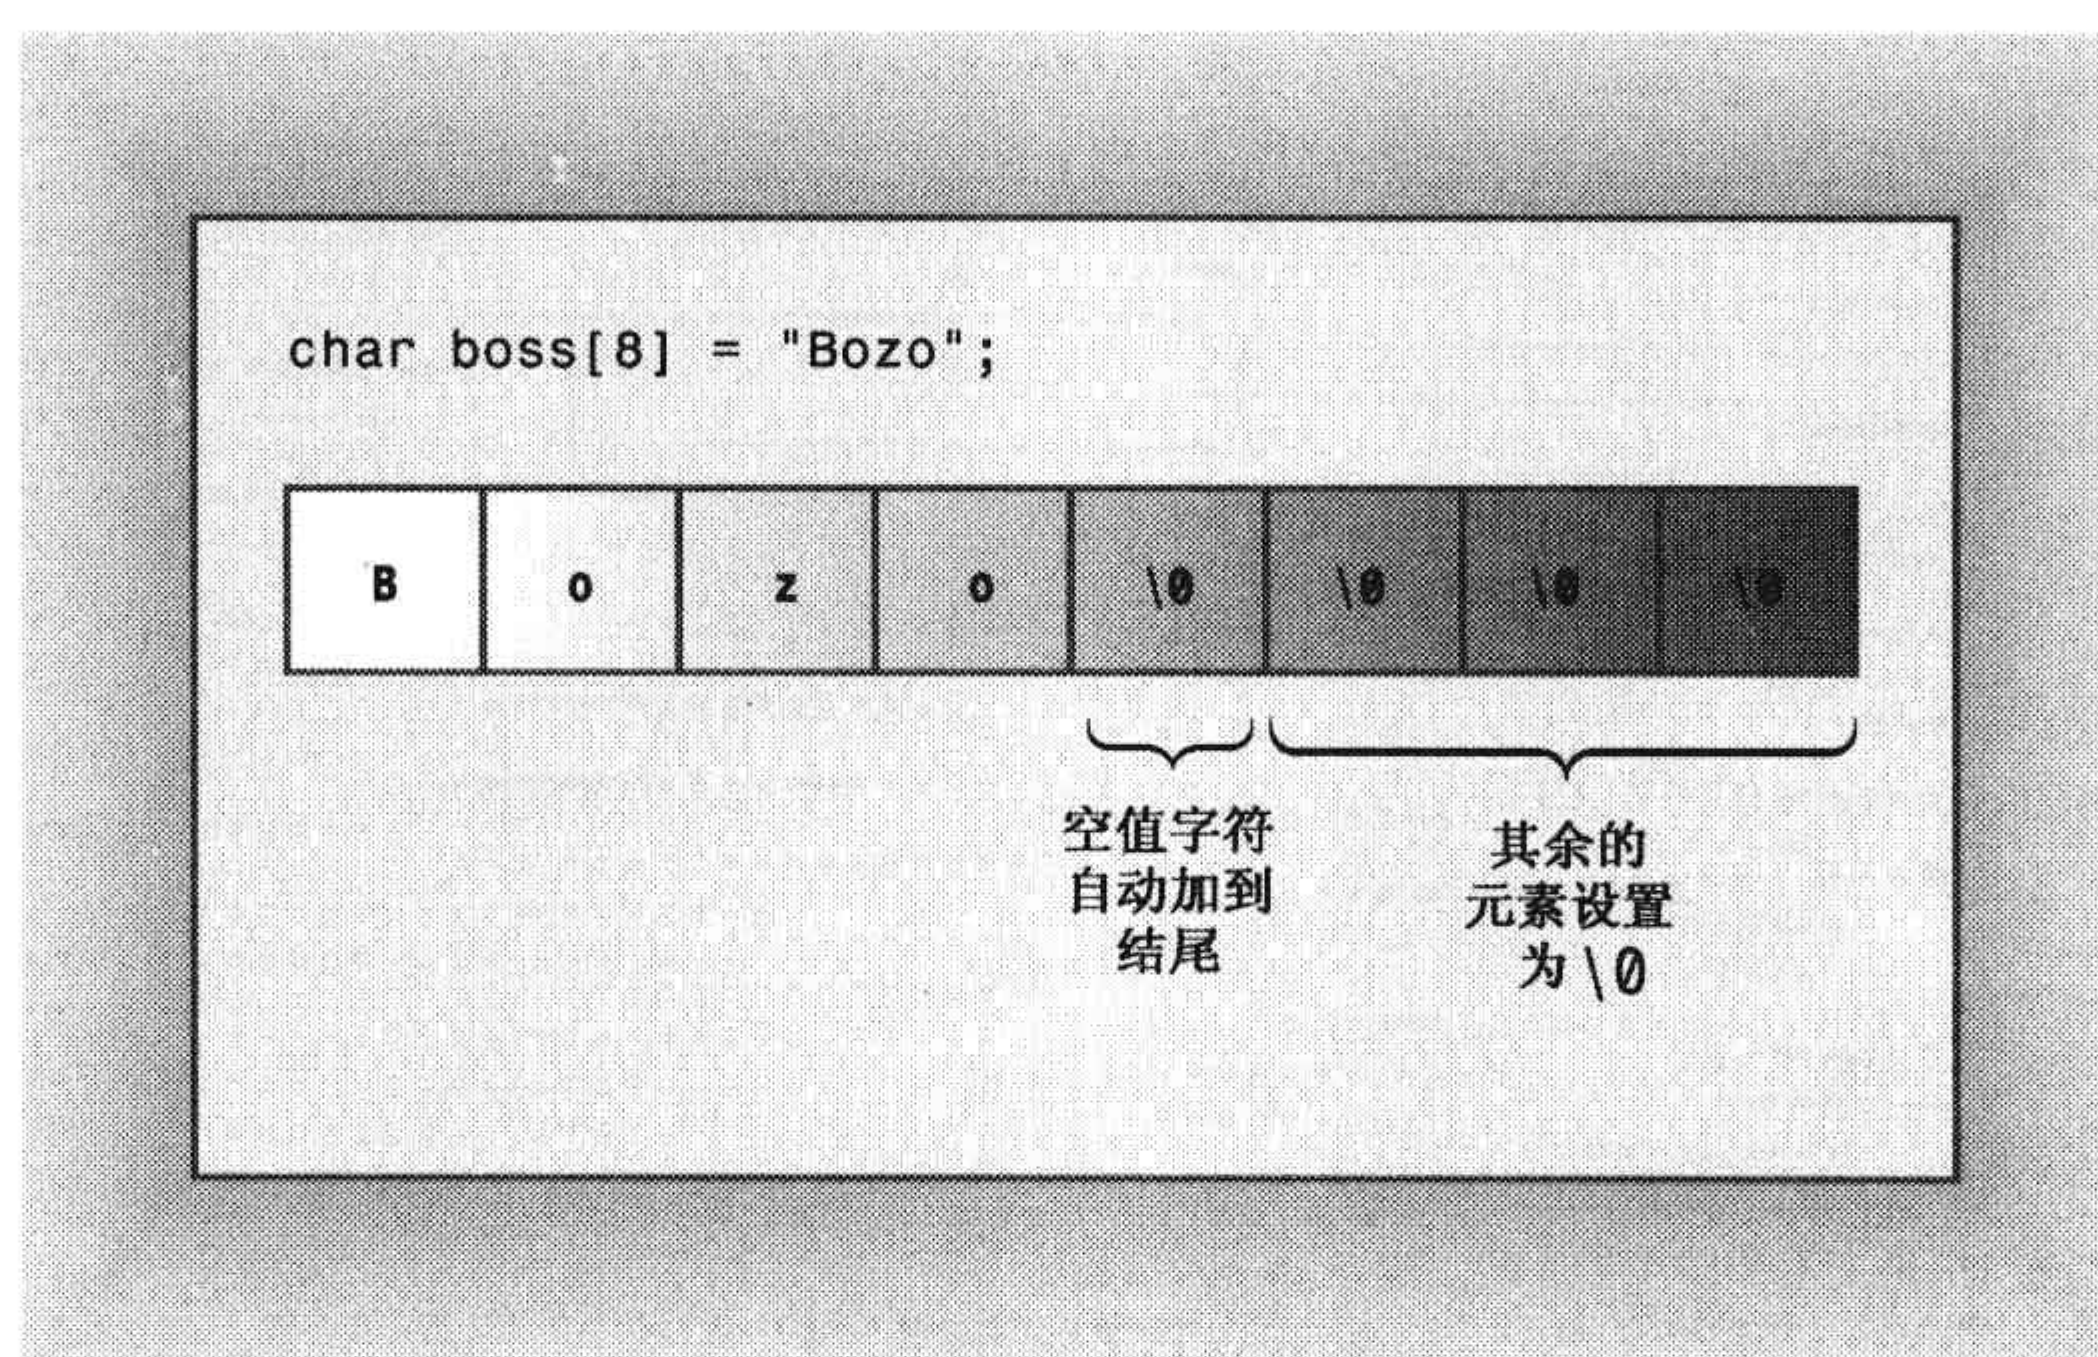 char boss[8] = "Bozo";
B o z o \0 \0 \0 \0
空值字符
自动加到
结尾
其余的
元素设置
为 \0